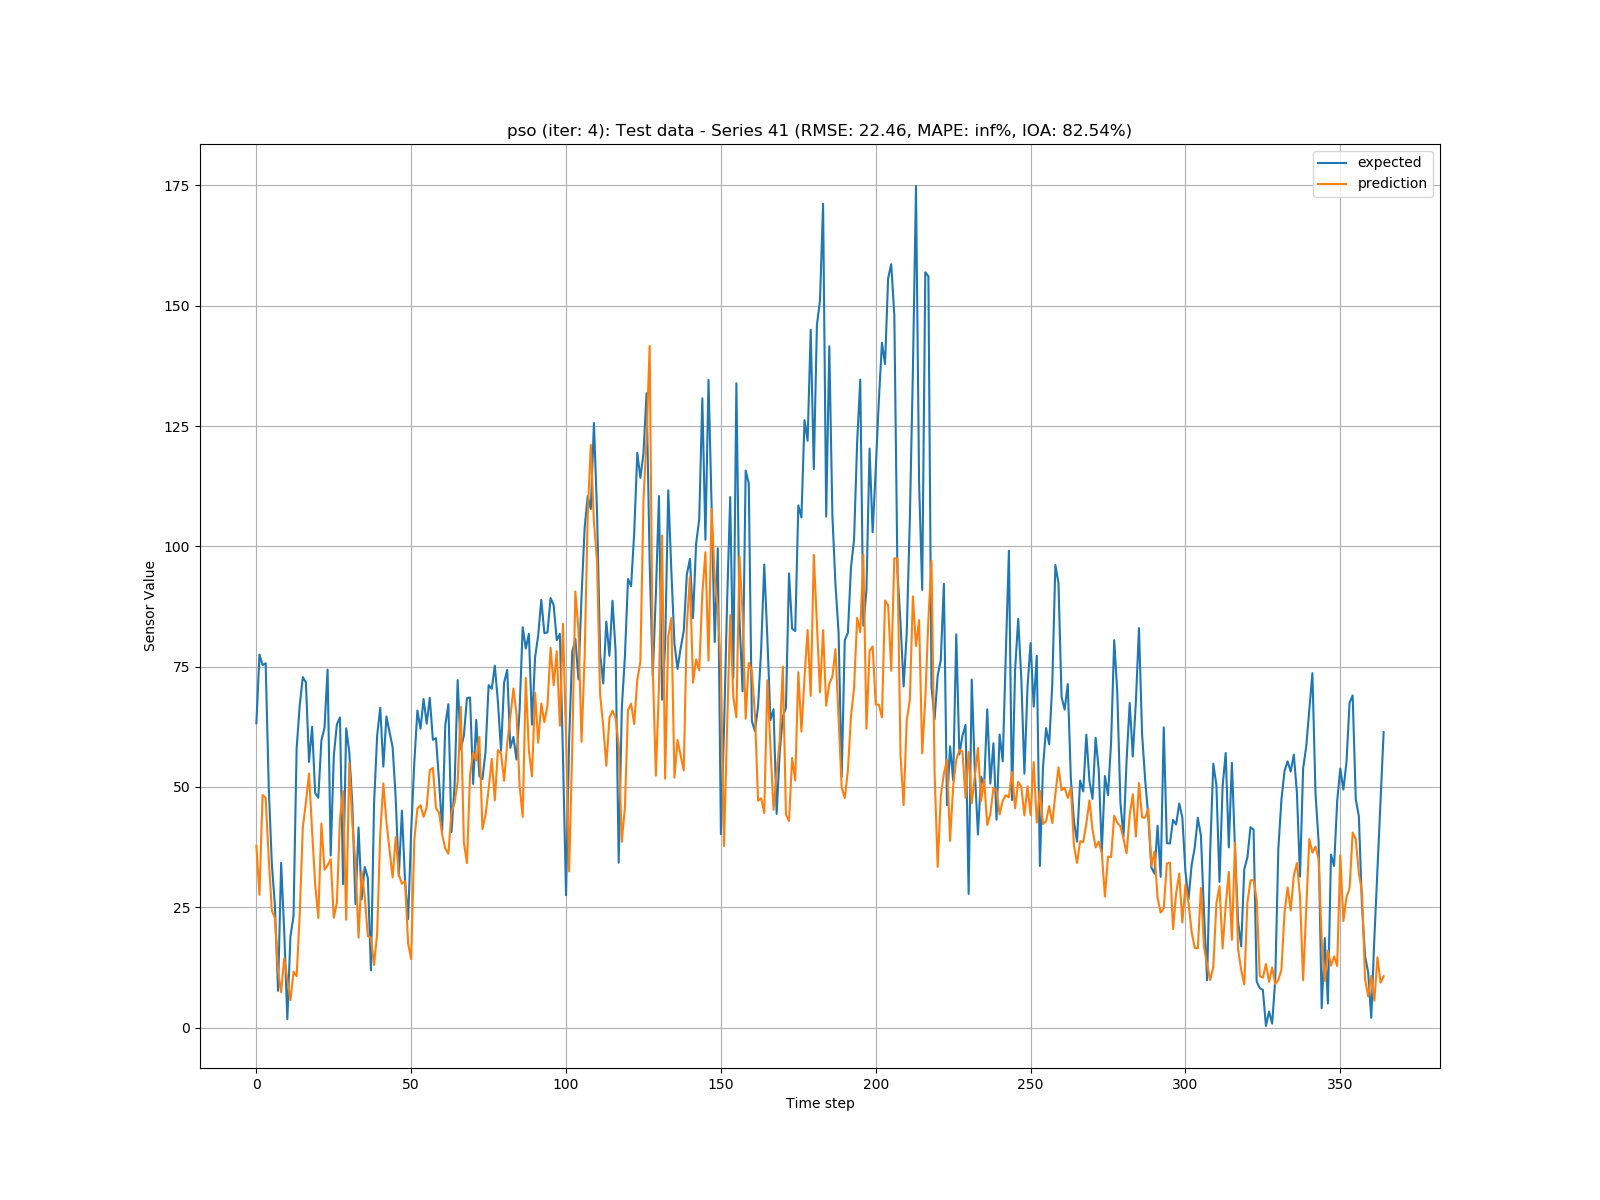 pso (iter: 4): Test data - Series 41 (RMSE: 22.46, MAPE: inf%, IOA: 82.54%)
expected
prediction
175
150
125
100
75
50
25
0
Sensor Value
0 50 100 150 200 250 300 350
Time step